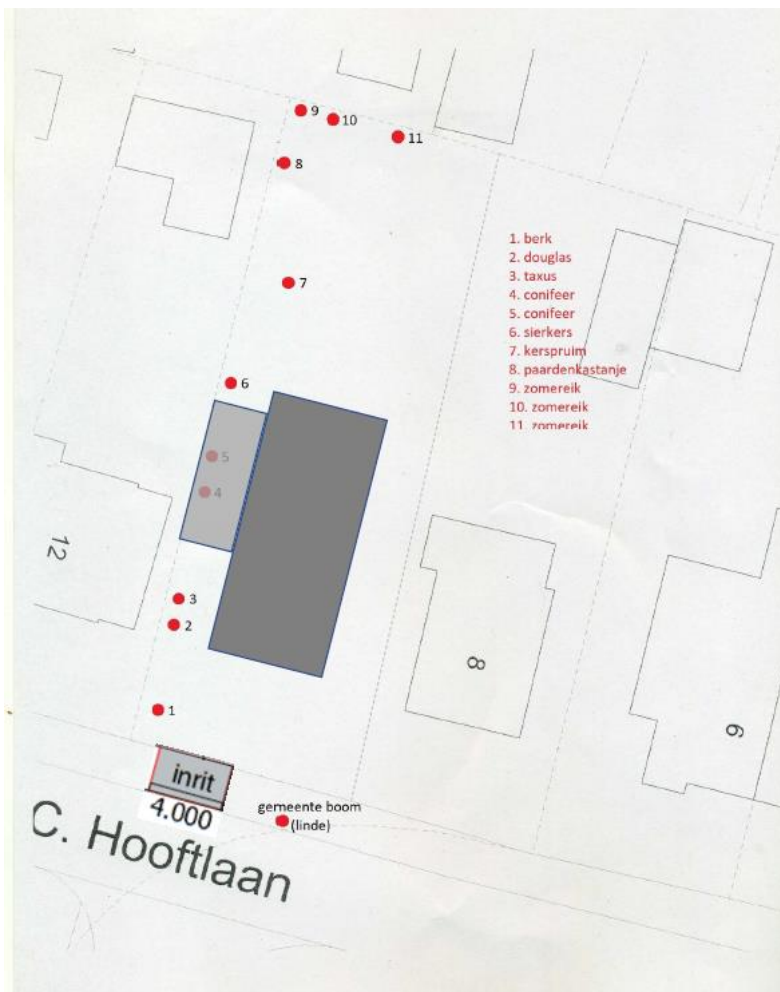 9
10
11
8
7
1. berk
2. douglas
3. taxus
4. conifeer
5. conifeer
6. sierkers
7. kerspruim
8. paardenkastanje
9. zomereik
10. zomereik
11. zomereik
6
5
4
12
3
2
8
6
1
inrit
4.000
gemeente boom
(linde)
C. Hooftlaan